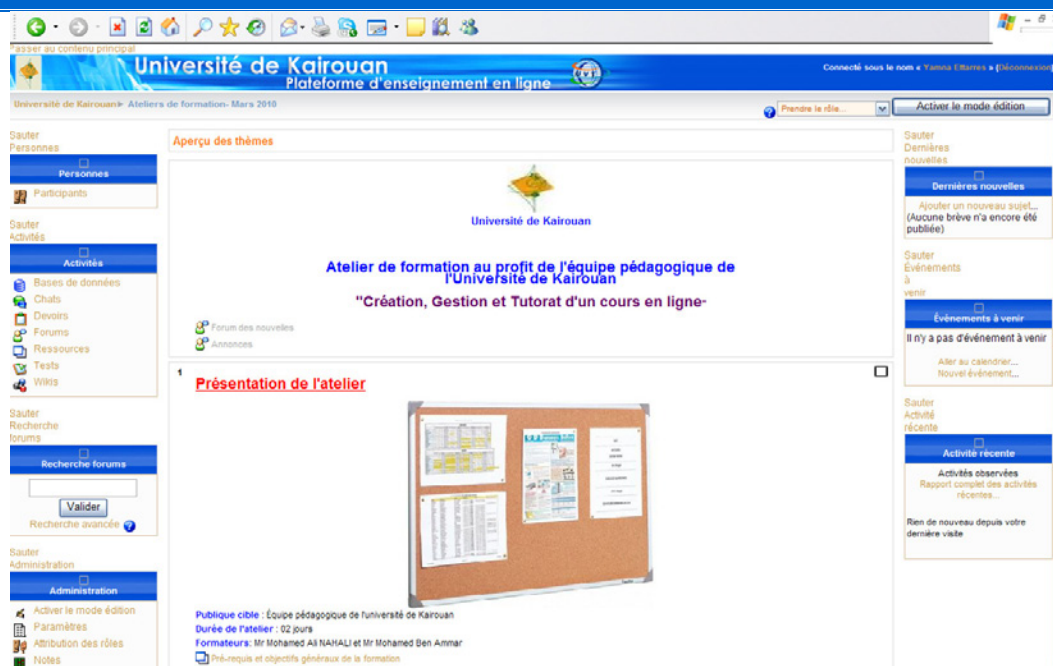 Passer au contenu principal
Université de Kairouan
Plateforme d'enseignement en ligne
Connecté sous le nom « Yamna Ettarres » (Déconnexion)
Université de Kairouan ► Ateliers de formation- Mars 2010
Prendre le rôle...
Activer le mode édition
Sauter
Personnes
Personnes
Participants
Sauter
Activités
Activités
Bases de données
Chats
Devoirs
Forums
Ressources
Tests
Wikis
Sauter
Recherche
forums
Recherche forums
Valider
Recherche avancée
Sauter
Administration
Administration
Activer le mode édition
Paramètres
Attribution des rôles
Notes
Aperçu des thèmes
Université de Kairouan
Atelier de formation au profit de l'équipe pédagogique de
l'Université de Kairouan
"Création, Gestion et Tutorat d'un cours en ligne-
Forum des nouvelles
Annonces
1
Présentation de l'atelier
Publique cible : Équipe pédagogique de l'université de Kairouan
Durée de l'atelier : 02 jours
Formateurs: Mr Mohamed Ali NAHALI et Mr Mohamed Ben Ammar
Pré-requis et objectifs généraux de la formation
Sauter
Dernières
nouvelles
Dernières nouvelles
Ajouter un nouveau sujet...
(Aucune brève n'a encore été
publiée)
Sauter
Événements
à
venir
Évènements à venir
Il n'y a pas d'événement à venir
Aller au calendrier...
Nouvel événement...
Sauter
Activité
récente
Activité récente
Activités observées
Rapport complet des activités
récentes...
Rien de nouveau depuis votre
dernière visite